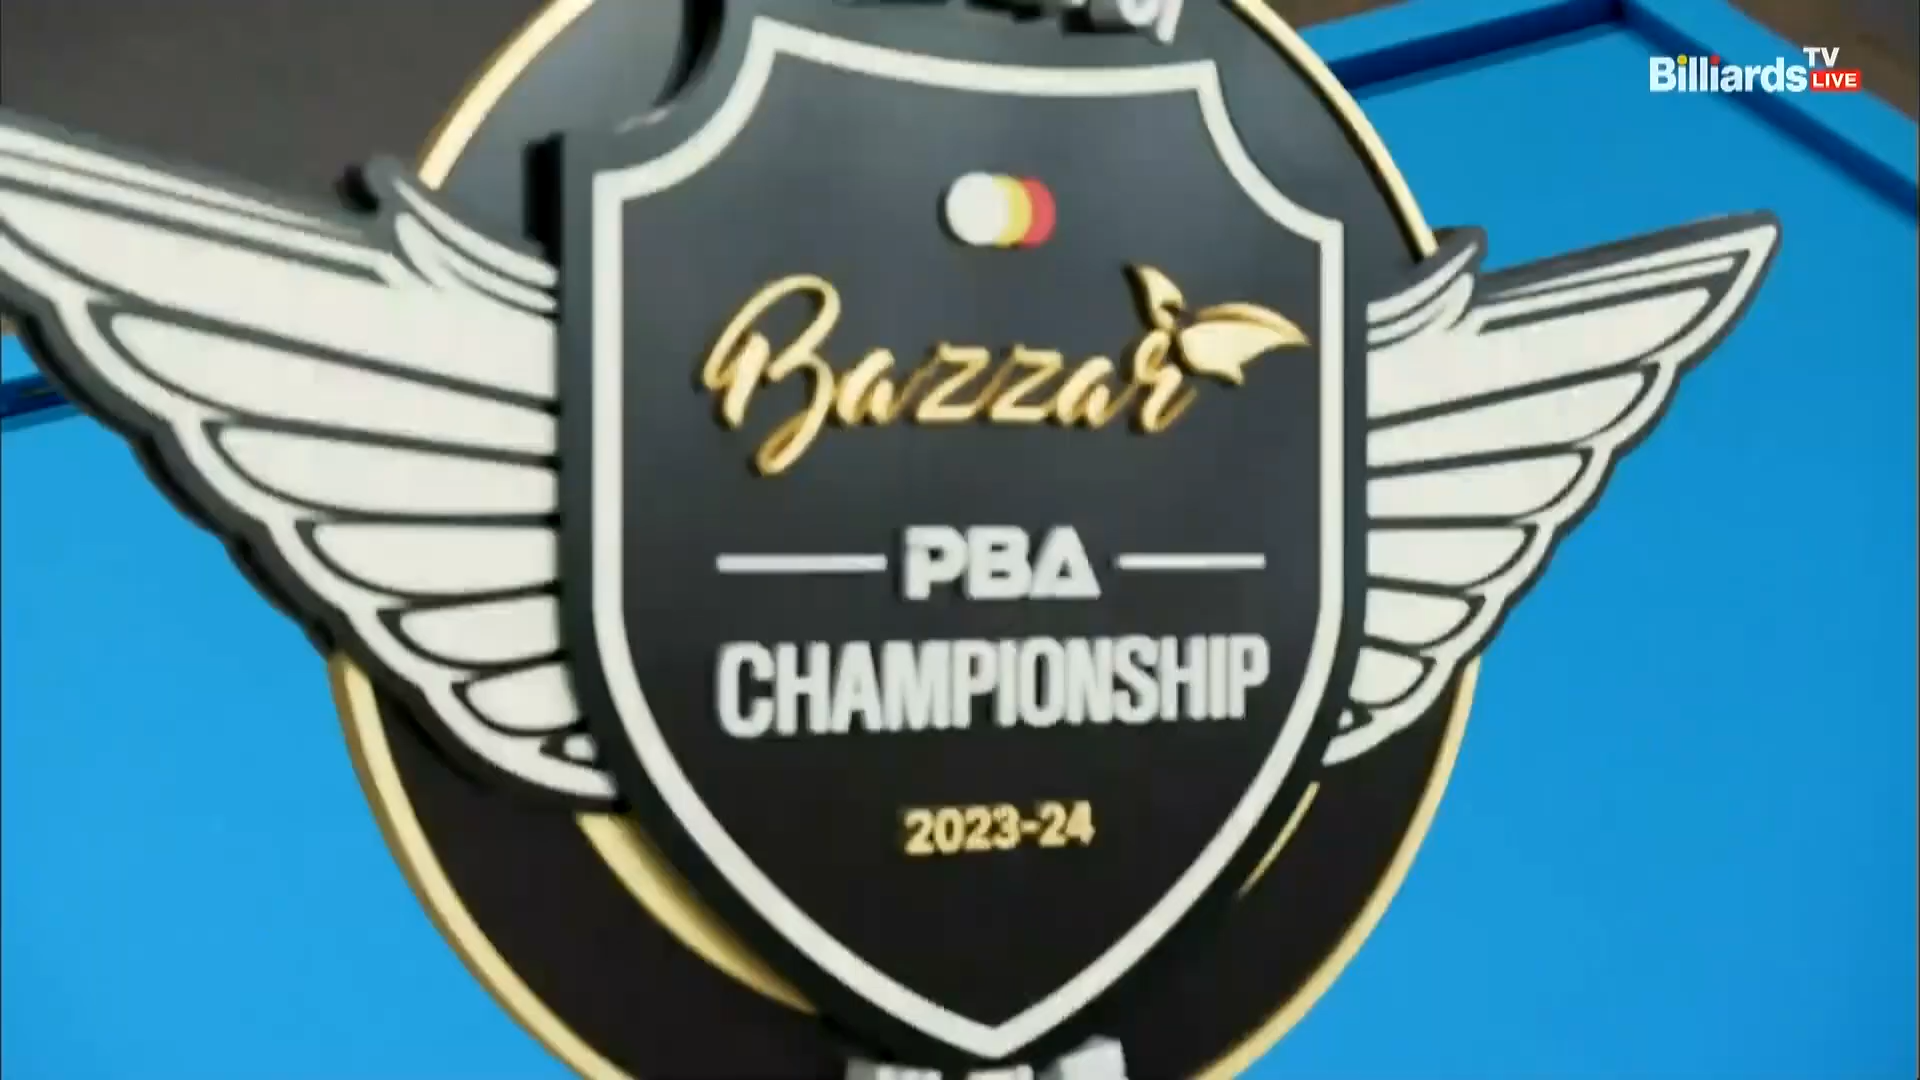 Billiards TV
LIVE
Bazzar
PBA
CHAMPIONSHIP
2023-24